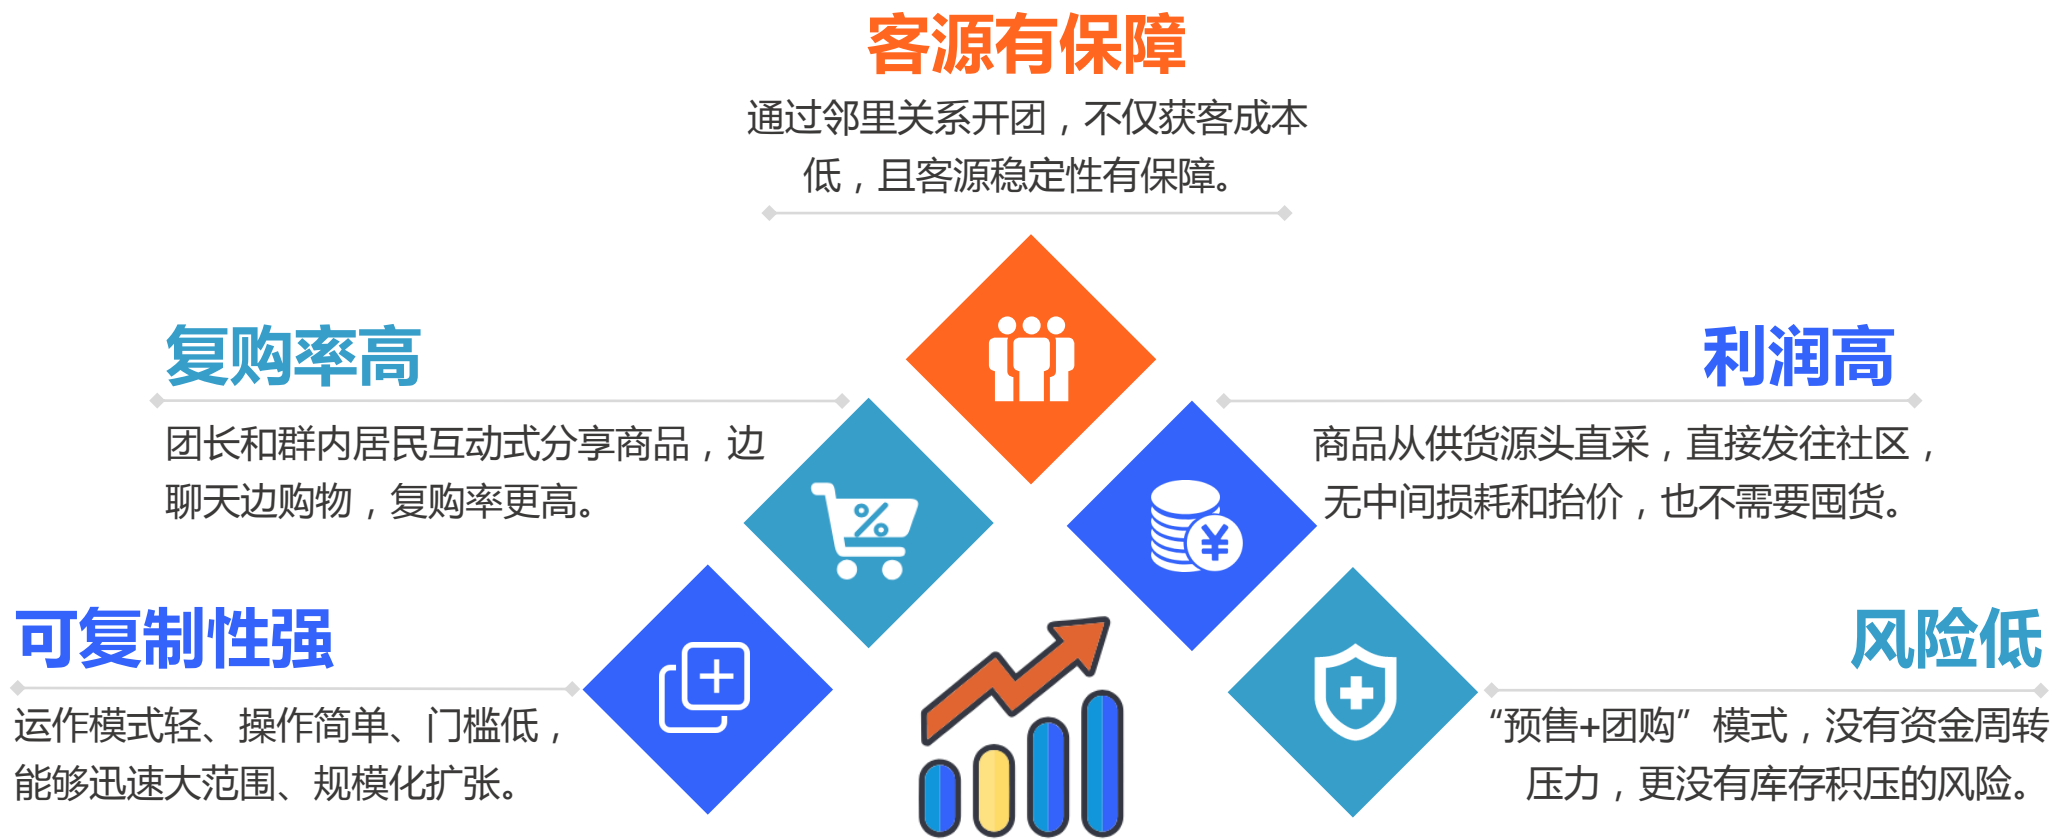 客源有保障
通过邻里关系开团，不仅获客成本
低，且客源稳定性有保障。
复购率高
团长和群内居民互动式分享商品，边
聊天边购物，复购率更高。
利润高
商品从供货源头直采，直接发往社区，
无中间损耗和抬价，也不需要囤货。
可复制性强
运作模式轻、操作简单、门槛低，
能够迅速大范围、规模化扩张。
风险低
“预售+团购”模式，没有资金周转
压力，更没有库存积压的风险。